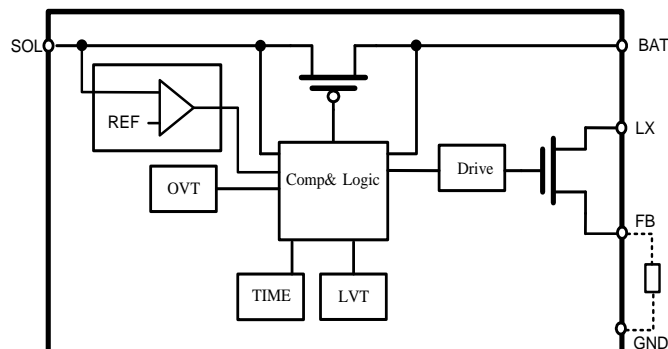 SOL
BAT
REF
LX
OVT
Comp& Logic
Drive
FB
TIME
LVT
GND